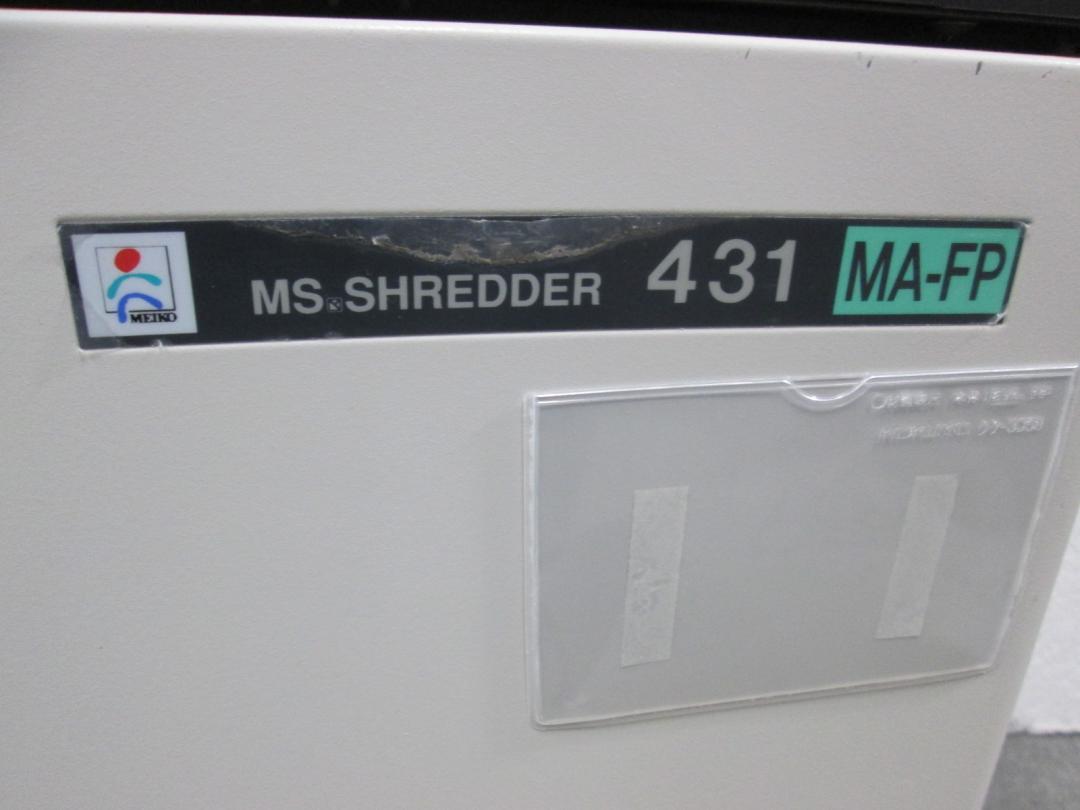 MEIKO
MS SHREDDER 431 MA-FP